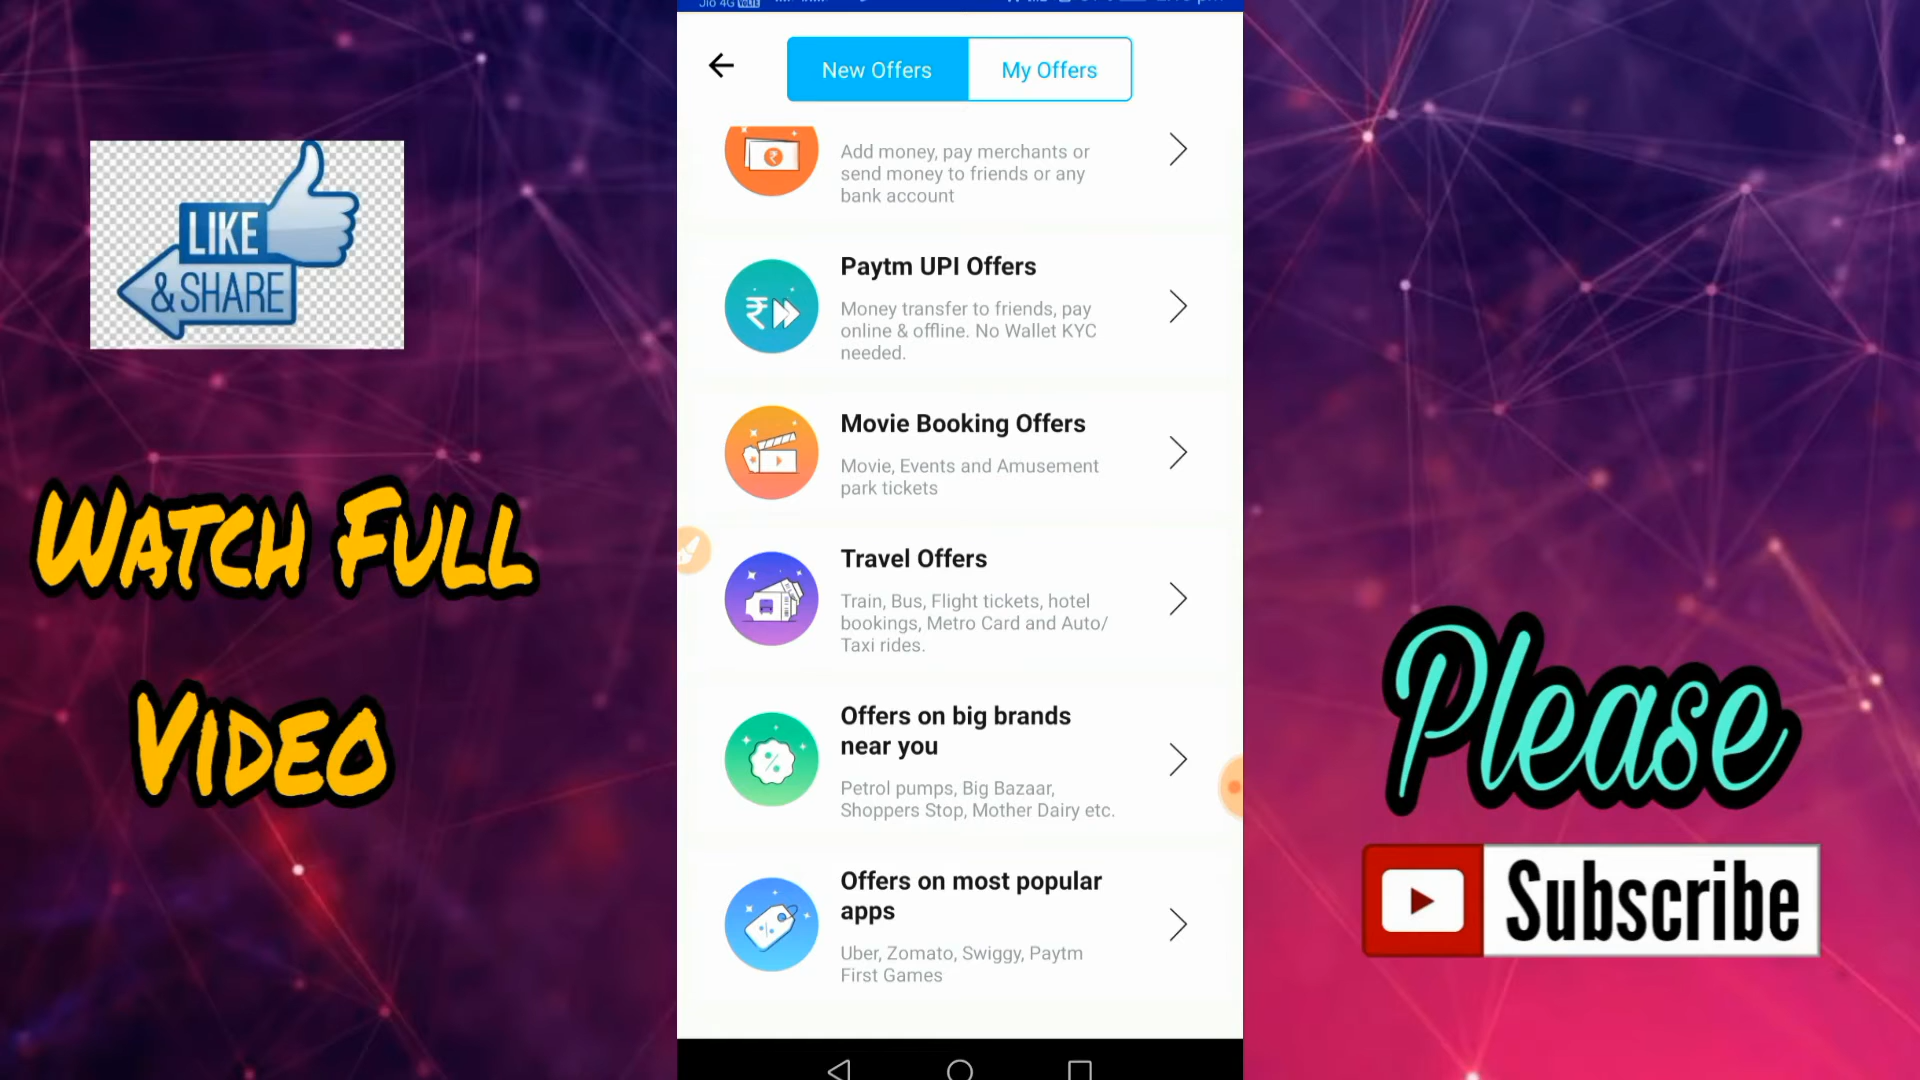 Jio 4G VoLTE
New Offers
My Offers
Add money, pay merchants or
send money to friends or any
bank account
Paytm UPI Offers
Money transfer to friends, pay
online & offline. No Wallet KYC
needed.
Movie Booking Offers
Movie, Events and Amusement
park tickets
Travel Offers
Train, Bus, Flight tickets, hotel
bookings, Metro Card and Auto/
Taxi rides.
Offers on big brands
near you
Petrol pumps, Big Bazaar,
Shoppers Stop, Mother Dairy etc.
Offers on most popular
apps
Uber, Zomato, Swiggy, Paytm
First Games
LIKE
& SHARE
WATCH FULL
VIDEO
Please
Subscribe